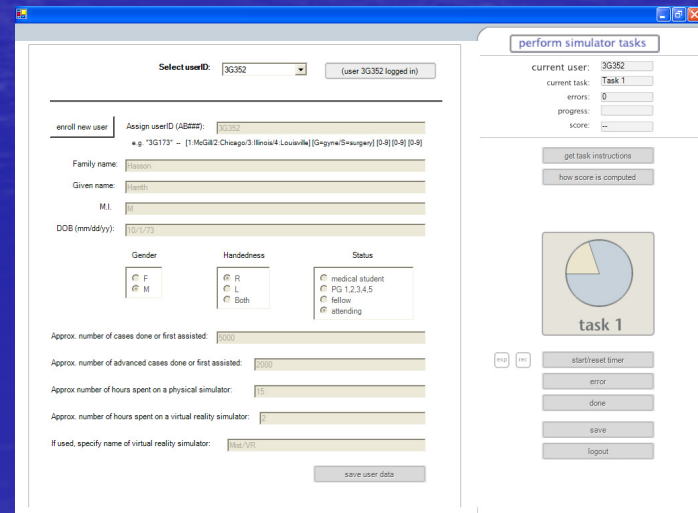 perform simulator tasks
Select userID: 3G352 (user 3G352 logged in)
current user: 3G352
current task: Task 1
errors: 0
progress:
score: --
enroll new user Assign userID (AB###): 3G352
e.g. "3G173" -- [1:McGill/2:Chicago/3:Illinois/4:Louisville] [G=gyne/S=surgery] [0-9] [0-9] [0-9]
Family name: Hasson
Given name: Harrith
M.I. M
DOB (mm/dd/yy): 10/1/73
Gender Handedness Status
F R medical student
M L PG 1,2,3,4,5
Both fellow
attending
Approx. number of cases done or first assisted: 5000
Approx. number of advanced cases done or first assisted: 2000
Approx number of hours spent on a physical simulator: 15
Approx. number of hours spent on a virtual reality simulator: 2
If used, specify name of virtual reality simulator: Mist/VR
save user data
get task instructions
how score is computed
task 1
exp rec start/reset timer
error
done
save
logout